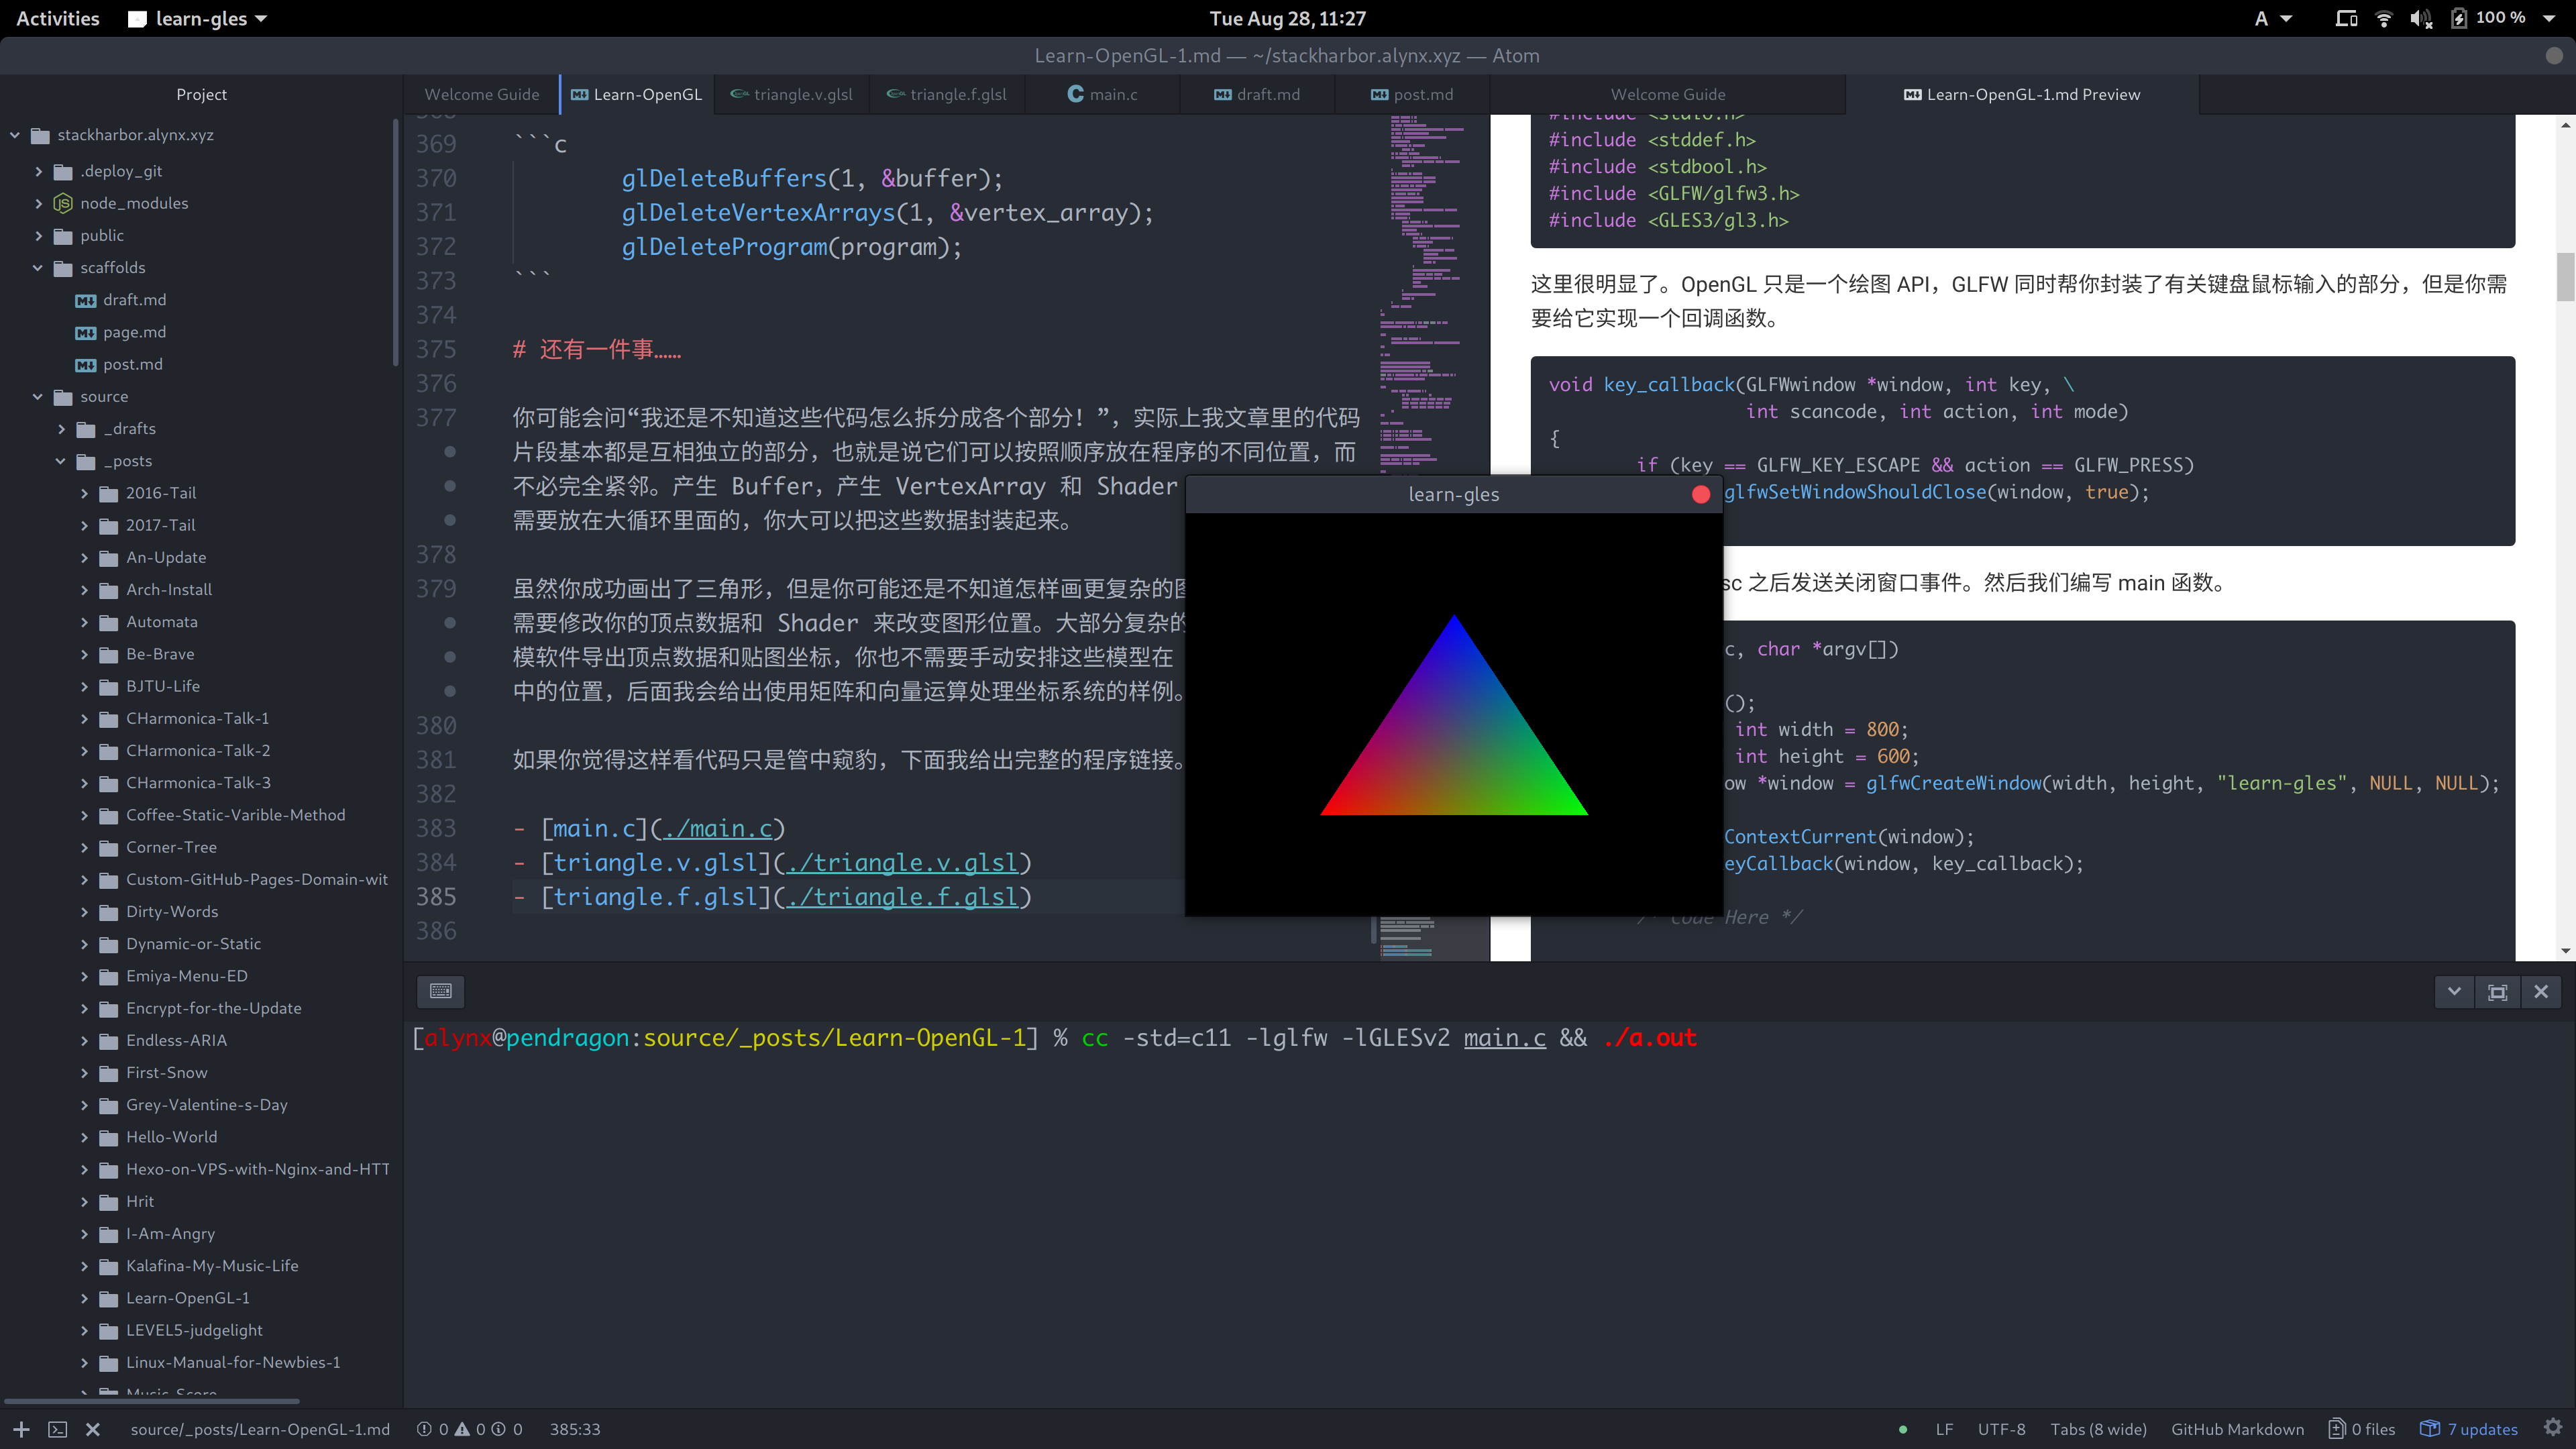 Activities
learn-gles
Tue Aug 28, 11:27
A
100 %
Learn-OpenGL-1.md — ~/stackharbor.alynx.xyz — Atom
Project
Welcome Guide
Learn-OpenGL
triangle.v.glsl
triangle.f.glsl
main.c
draft.md
post.md
Welcome Guide
Learn-OpenGL-1.md Preview
stackharbor.alynx.xyz
.deploy_git
node_modules
public
scaffolds
draft.md
page.md
post.md
source
_drafts
_posts
2016-Tail
2017-Tail
An-Update
Arch-Install
Automata
Be-Brave
BJTU-Life
CHarmonica-Talk-1
CHarmonica-Talk-2
CHarmonica-Talk-3
Coffee-Static-Varible-Method
Corner-Tree
Custom-GitHub-Pages-Domain-wit
Dirty-Words
Dynamic-or-Static
Emiya-Menu-ED
Encrypt-for-the-Update
Endless-ARIA
First-Snow
Grey-Valentine-s-Day
Hello-World
Hexo-on-VPS-with-Nginx-and-HTT
Hrit
I-Am-Angry
Kalafina-My-Music-Life
Learn-OpenGL-1
LEVEL5-judgelight
Linux-Manual-for-Newbies-1
Music-Score
369 ```c
370 glDeleteBuffers(1, &buffer);
371 glDeleteVertexArrays(1, &vertex_array);
372 glDeleteProgram(program);
373 ```
374
375 # 还有一件事……
376
377 你可能会问“我还是不知道这些代码怎么拆分成各个部分！”，实际上我文章里的代码
片段基本都是互相独立的部分，也就是说它们可以按照顺序放在程序的不同位置，而
不必完全紧邻。产生 Buffer，产生 VertexArray 和 Shader
需要放在大循环里面的，你大可以把这些数据封装起来。
378
379 虽然你成功画出了三角形，但是你可能还是不知道怎样画更复杂的图
需要修改你的顶点数据和 Shader 来改变图形位置。大部分复杂的
模软件导出顶点数据和贴图坐标，你也不需要手动安排这些模型在
中的位置，后面我会给出使用矩阵和向量运算处理坐标系统的样例。
380
381 如果你觉得这样看代码只是管中窥豹，下面我给出完整的程序链接。
382
383 - [main.c](./main.c)
384 - [triangle.v.glsl](./triangle.v.glsl)
385 - [triangle.f.glsl](./triangle.f.glsl)
386
#include <stdio.h>
#include <stddef.h>
#include <stdbool.h>
#include <GLFW/glfw3.h>
#include <GLES3/gl3.h>
这里很明显了。OpenGL 只是一个绘图 API，GLFW 同时帮你封装了有关键盘鼠标输入的部分，但是你需
要给它实现一个回调函数。
void key_callback(GLFWwindow *window, int key, \
int scancode, int action, int mode)
{
if (key == GLFW_KEY_ESCAPE && action == GLFW_PRESS)
glfwSetWindowShouldClose(window, true);
sc 之后发送关闭窗口事件。然后我们编写 main 函数。
c, char *argv[])
();
int width = 800;
int height = 600;
ow *window = glfwCreateWindow(width, height, "learn-gles", NULL, NULL);
ContextCurrent(window);
eyCallback(window, key_callback);
/* Code Here */
learn-gles
[alynx@pendragon:source/_posts/Learn-OpenGL-1] % cc -std=c11 -lglfw -lGLESv2 main.c && ./a.out
source/_posts/Learn-OpenGL-1.md
0
0
0
385:33
LF
UTF-8
Tabs (8 wide)
GitHub Markdown
0 files
7 updates